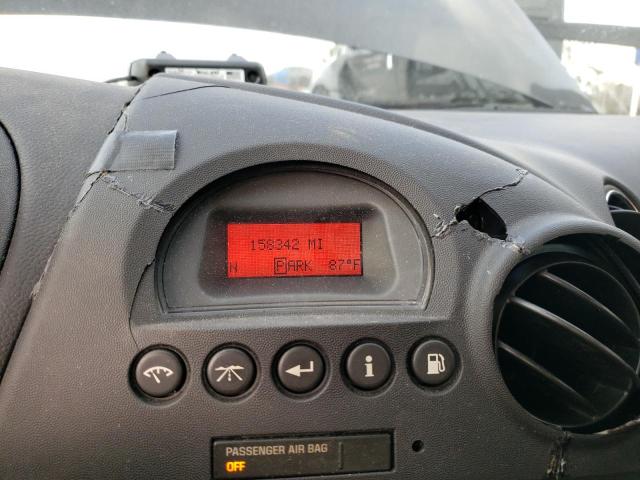 158342 MI
N PARK 87°F
i
PASSENGER AIR BAG
OFF